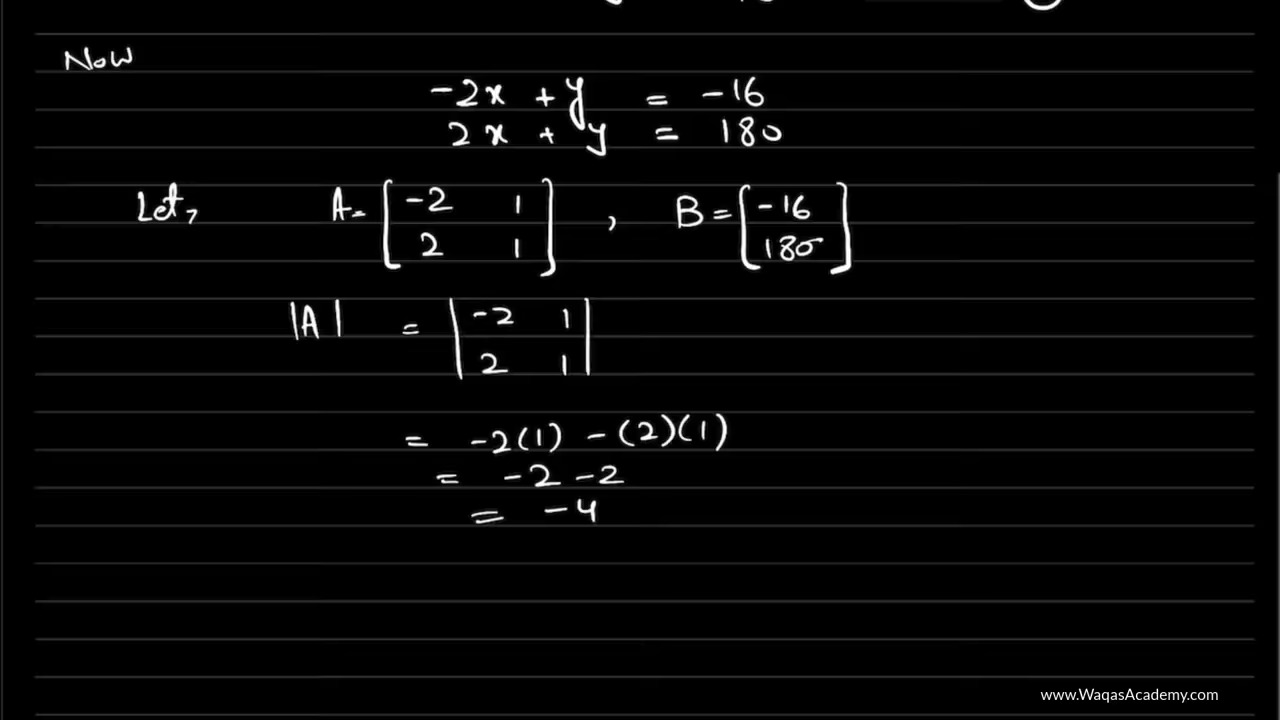 Now
-2x + y = -16
2x + y = 180
Let, A = [ -2 1 ] , B = [ -16 ]
[ 2 1 ] [ 180 ]
|A| = | -2 1 |
| 2 1 |
= -2(1) - (2)(1)
= -2 -2
= -4
www.WaqasAcademy.com